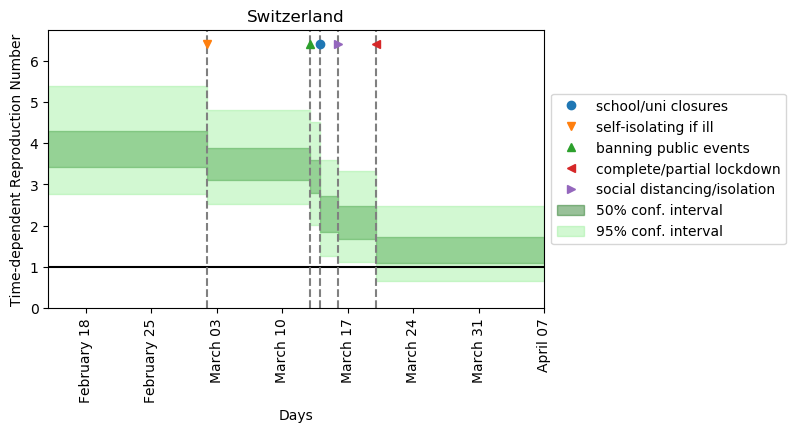 Switzerland
Time-dependent Reproduction Number
6
5
4
3
2
1
0
February 18
February 25
March 03
March 10
March 17
March 24
March 31
April 07
Days
school/uni closures
self-isolating if ill
banning public events
complete/partial lockdown
social distancing/isolation
50% conf. interval
95% conf. interval